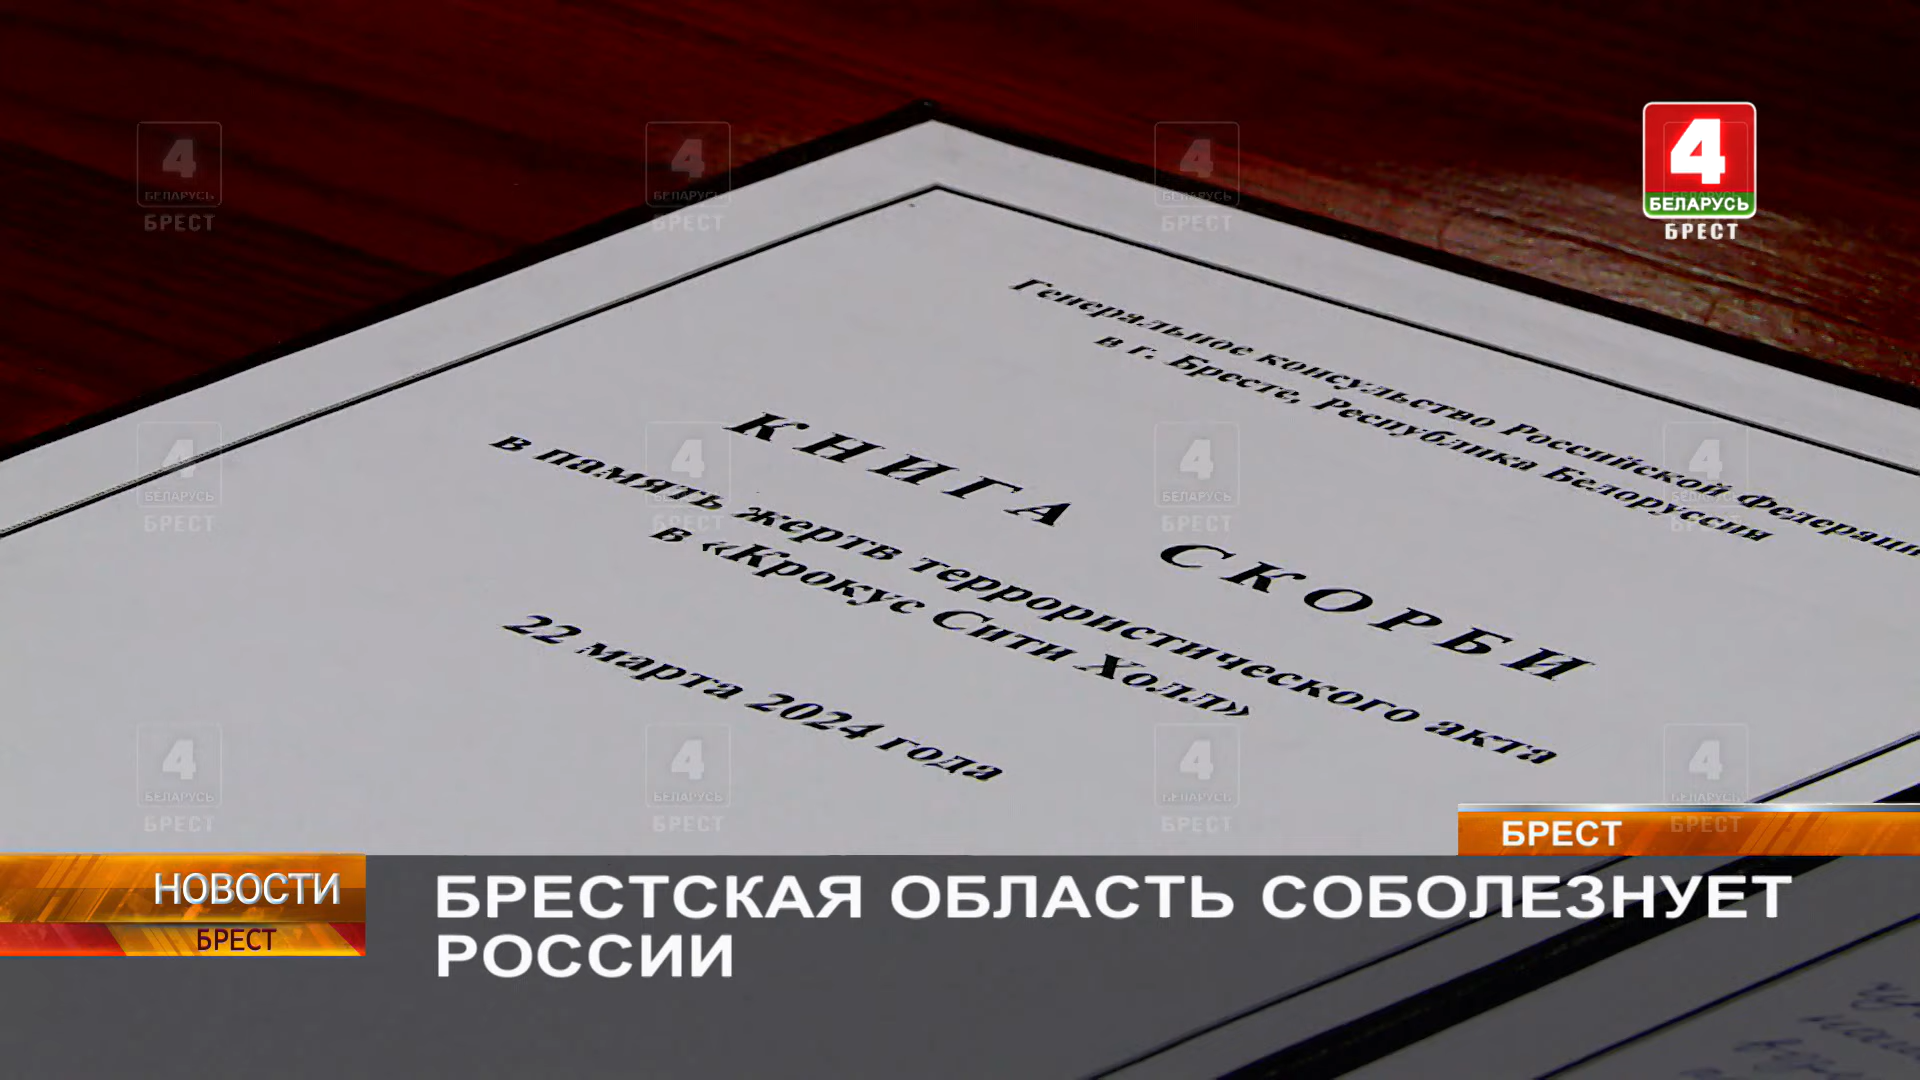 4
БЕЛАРУСЬ
БРЕСТ
Генеральное консульство Российской Федерации
в г. Бресте, Республика Белоруссия
КНИГА СКОРБИ
в память жертв террористического акта
в «Крокус Сити Холл»
22 марта 2024 года
БРЕСТ
НОВОСТИ
БРЕСТ
БРЕСТСКАЯ ОБЛАСТЬ СОБОЛЕЗНУЕТ
РОССИИ